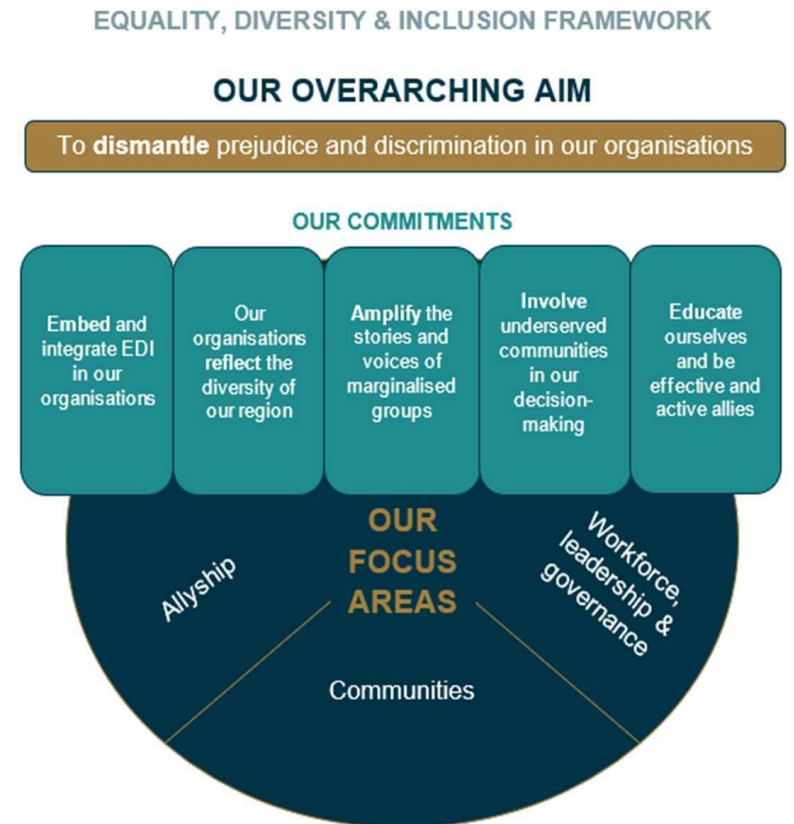 EQUALITY, DIVERSITY & INCLUSION FRAMEWORK
OUR OVERARCHING AIM
To dismantle prejudice and discrimination in our organisations
OUR COMMITMENTS
Embed and
integrate EDI
in our
organisations
Our
organisations
reflect the
diversity of
our region
Amplify the
stories and
voices of
marginalised
groups
Involve
underserved
communities
in our
decision-
making
Educate
ourselves
and be
effective and
active allies
OUR
FOCUS
AREAS
Allyship
Communities
Workforce,
leadership &
governance